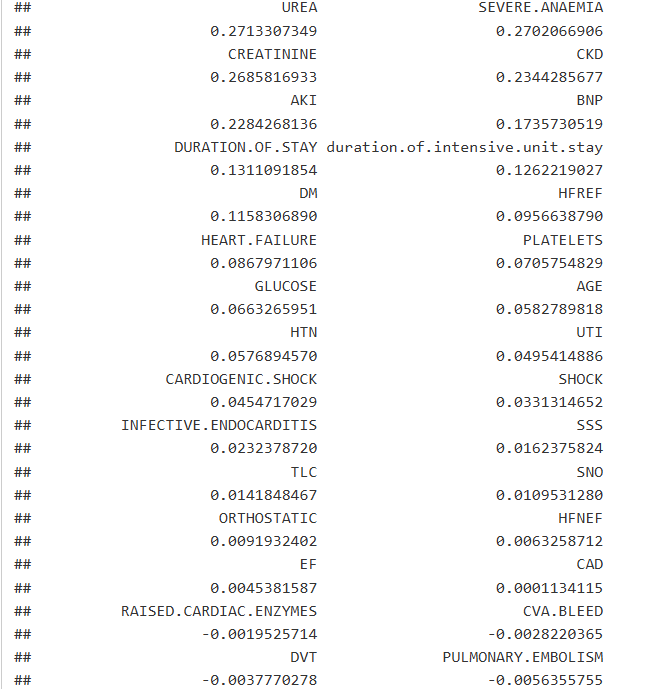 ## UREA SEVERE.ANAEMIA
## 0.2713307349 0.2702066906
## CREATININE CKD
## 0.2685816933 0.2344285677
## AKI BNP
## 0.2284268136 0.1735730519
## DURATION.OF.STAY duration.of.intensive.unit.stay
## 0.1311091854 0.1262219027
## DM HFREF
## 0.1158306890 0.0956638790
## HEART.FAILURE PLATELETS
## 0.0867971106 0.0705754829
## GLUCOSE AGE
## 0.0663265951 0.0582789818
## HTN UTI
## 0.0576894570 0.0495414886
## CARDIOGENIC.SHOCK SHOCK
## 0.0454717029 0.0331314652
## INFECTIVE.ENDOCARDITIS SSS
## 0.0232378720 0.0162375824
## TLC SNO
## 0.0141848467 0.0109531280
## ORTHOSTATIC HFNEF
## 0.0091932402 0.0063258712
## EF CAD
## 0.0045381587 0.0001134115
## RAISED.CARDIAC.ENZYMES CVA.BLEED
## -0.0019525714 -0.0028220365
## DVT PULMONARY.EMBOLISM
## -0.0037770278 -0.0056355755